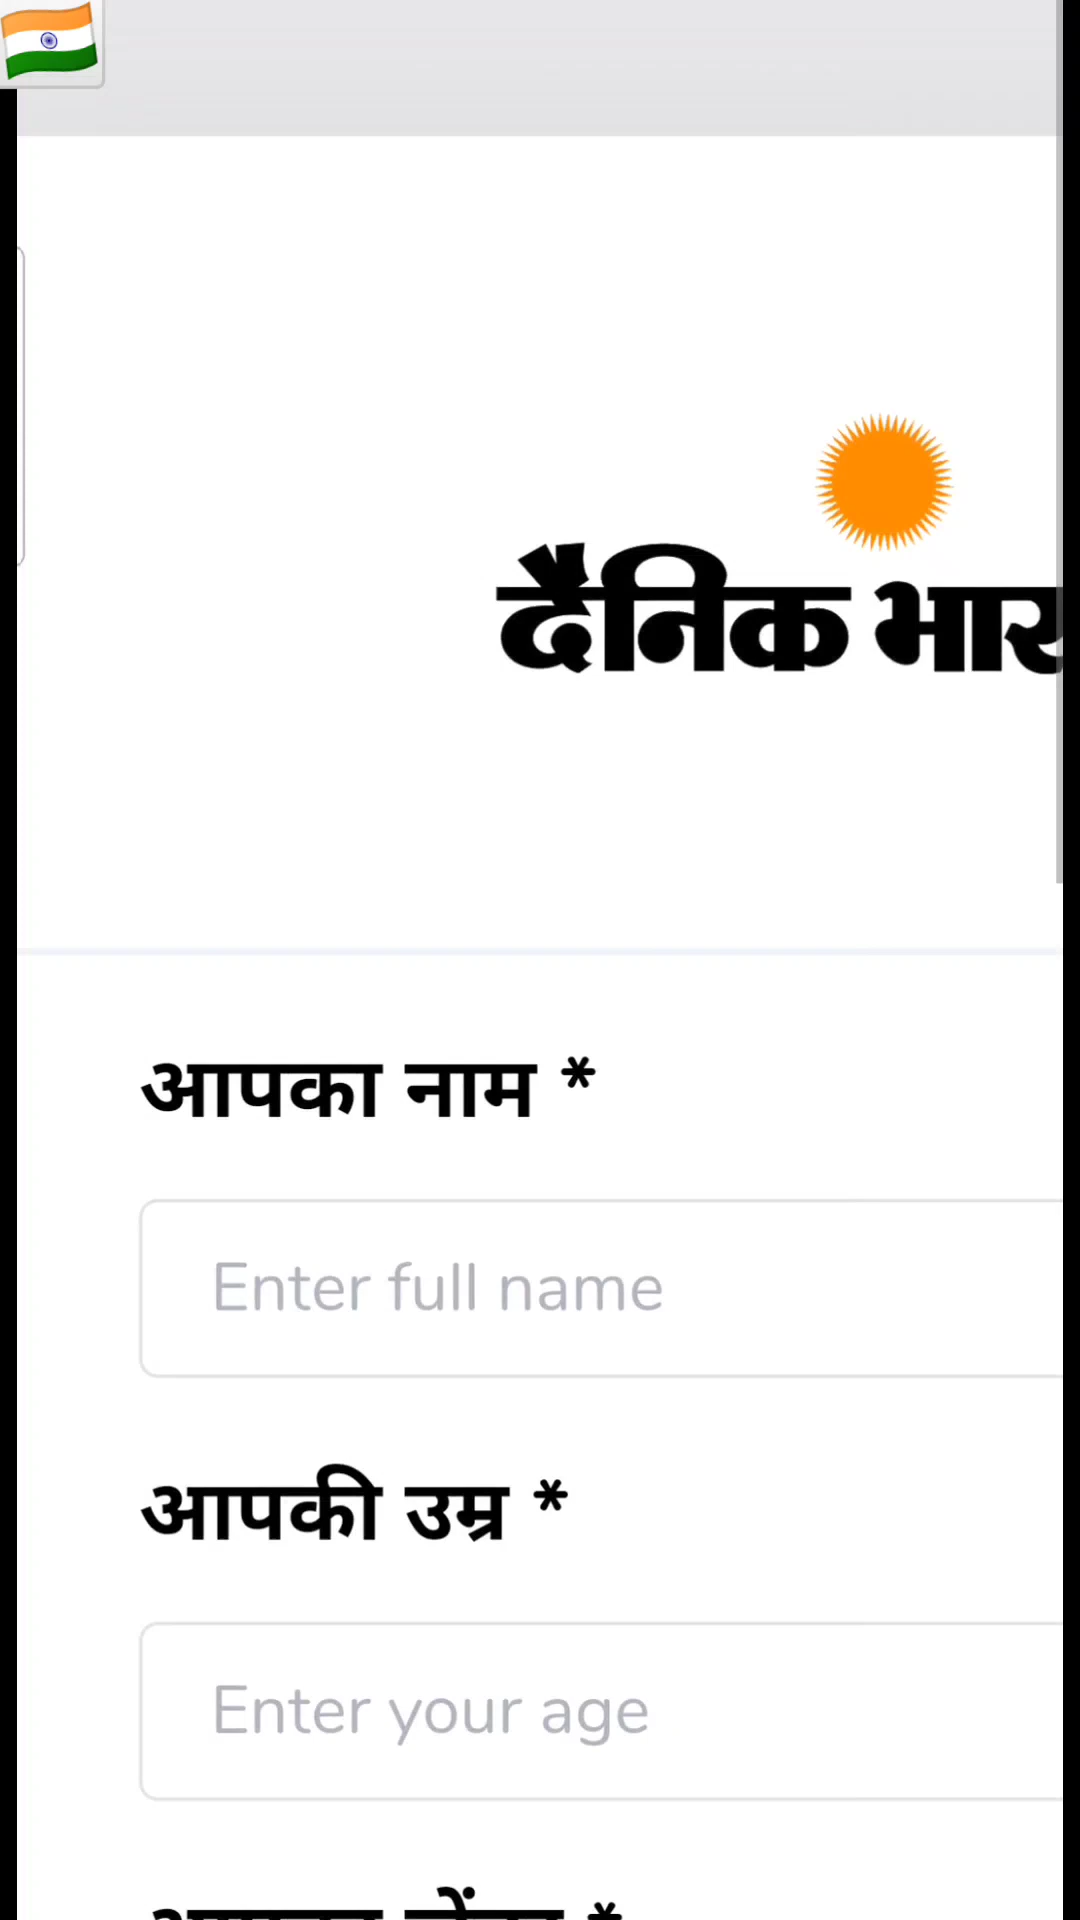 दैनिक
आपका नाम *
Enter full name
आपकी उम्र *
Enter your age